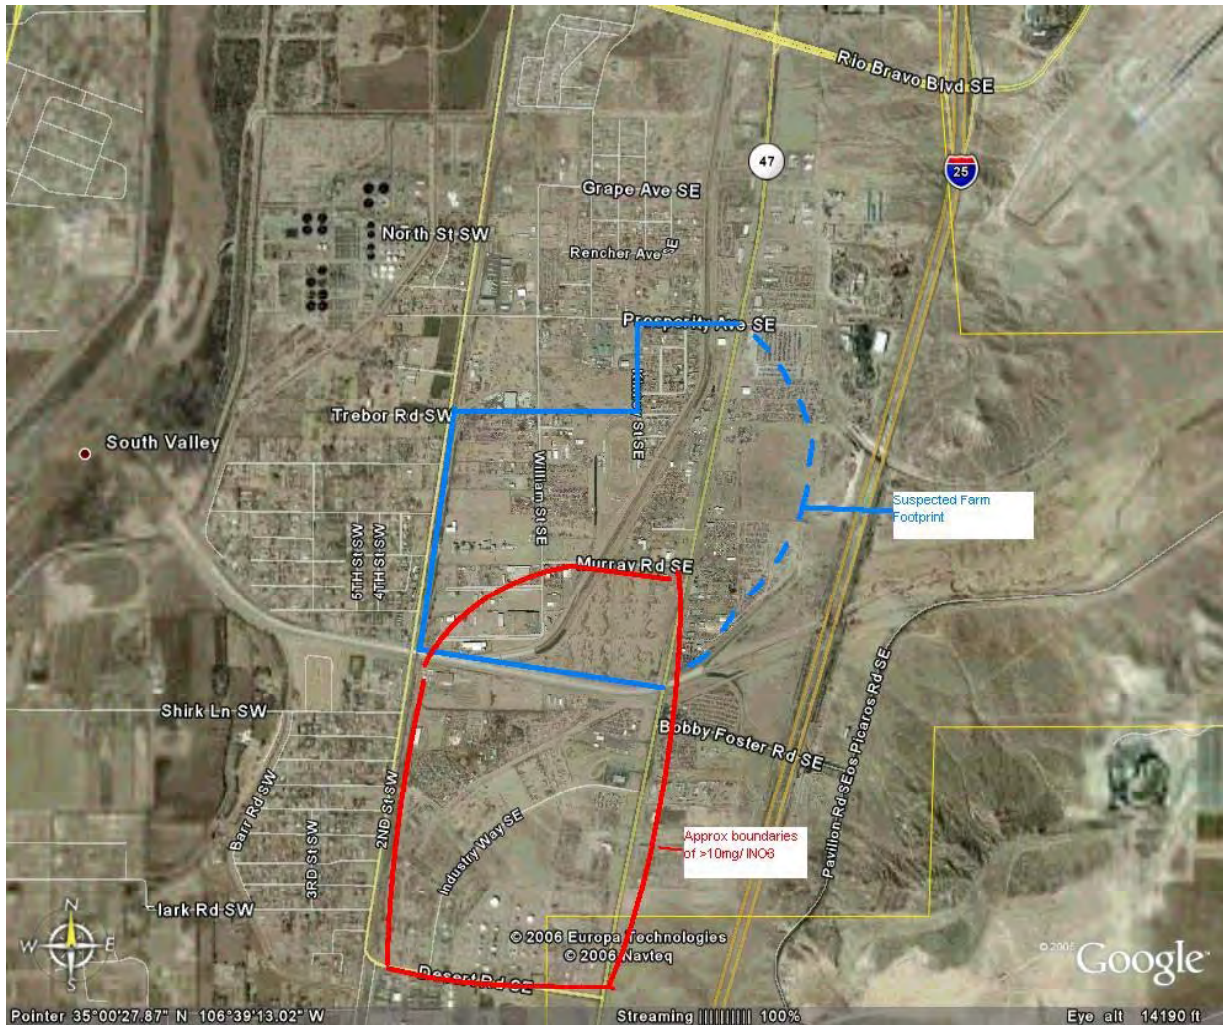 Rio Bravo Blvd SE
47
25
Grape Ave SE
North St SW
Rencher Ave SE
Prosperity Ave SE
Trebor Rd SW
South Valley
William St SE
Suspected Farm
Footprint
5TH St SW
4TH St SW
Murray Rd SE
Shirk Ln SW
Bobby Foster Rd SE
Los Picaros Rd SE
Pavilion Rd SE
Barr Rd SW
2ND St SW
3RD St SW
Industry Way SE
Approx boundaries
of >10mg/ lNO3
lark Rd SW
N
W E
S
Desert Rd SE
© 2006 Europa Technologies
© 2006 Navteq
Google
Pointer 35°00'27.87" N 106°39'13.02" W Streaming |||||||||| 100% Eye alt 14190 ft